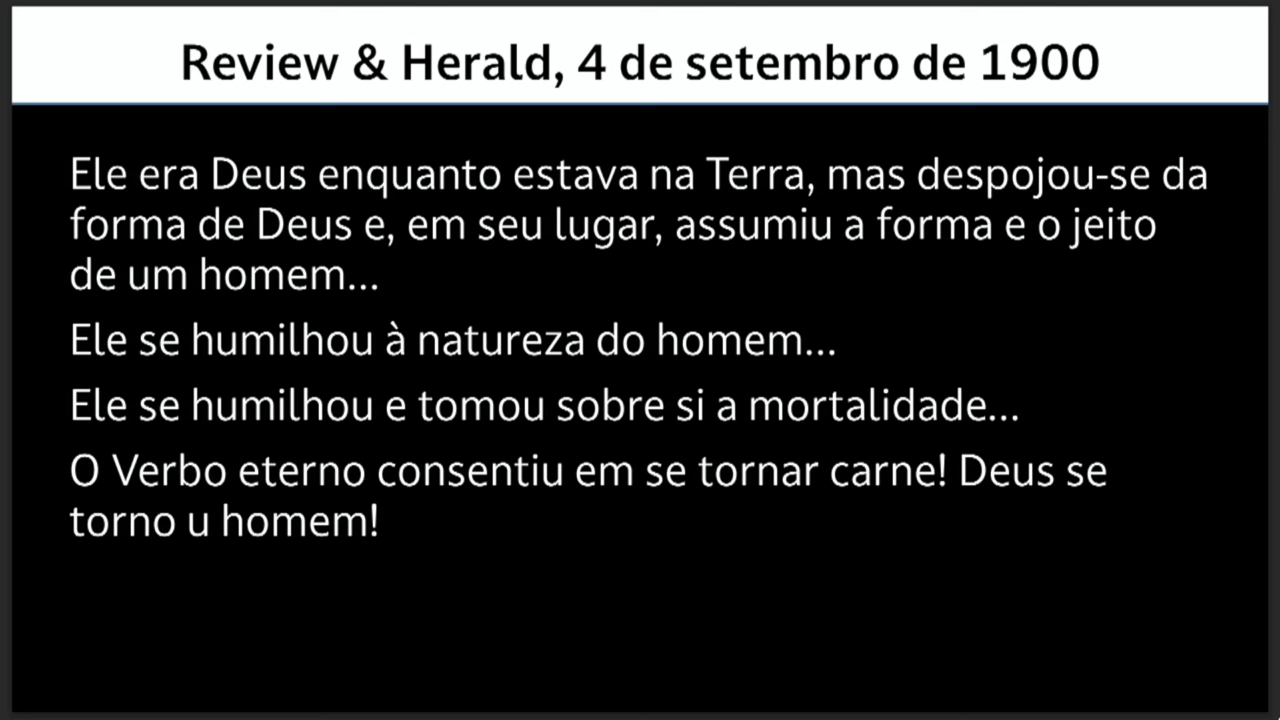 Review & Herald, 4 de setembro de 1900
Ele era Deus enquanto estava na Terra, mas despojou-se da
forma de Deus e, em seu lugar, assumiu a forma e o jeito
de um homem...
Ele se humilhou à natureza do homem...
Ele se humilhou e tomou sobre si a mortalidade...
O Verbo eterno consentiu em se tornar carne! Deus se
torno u homem!